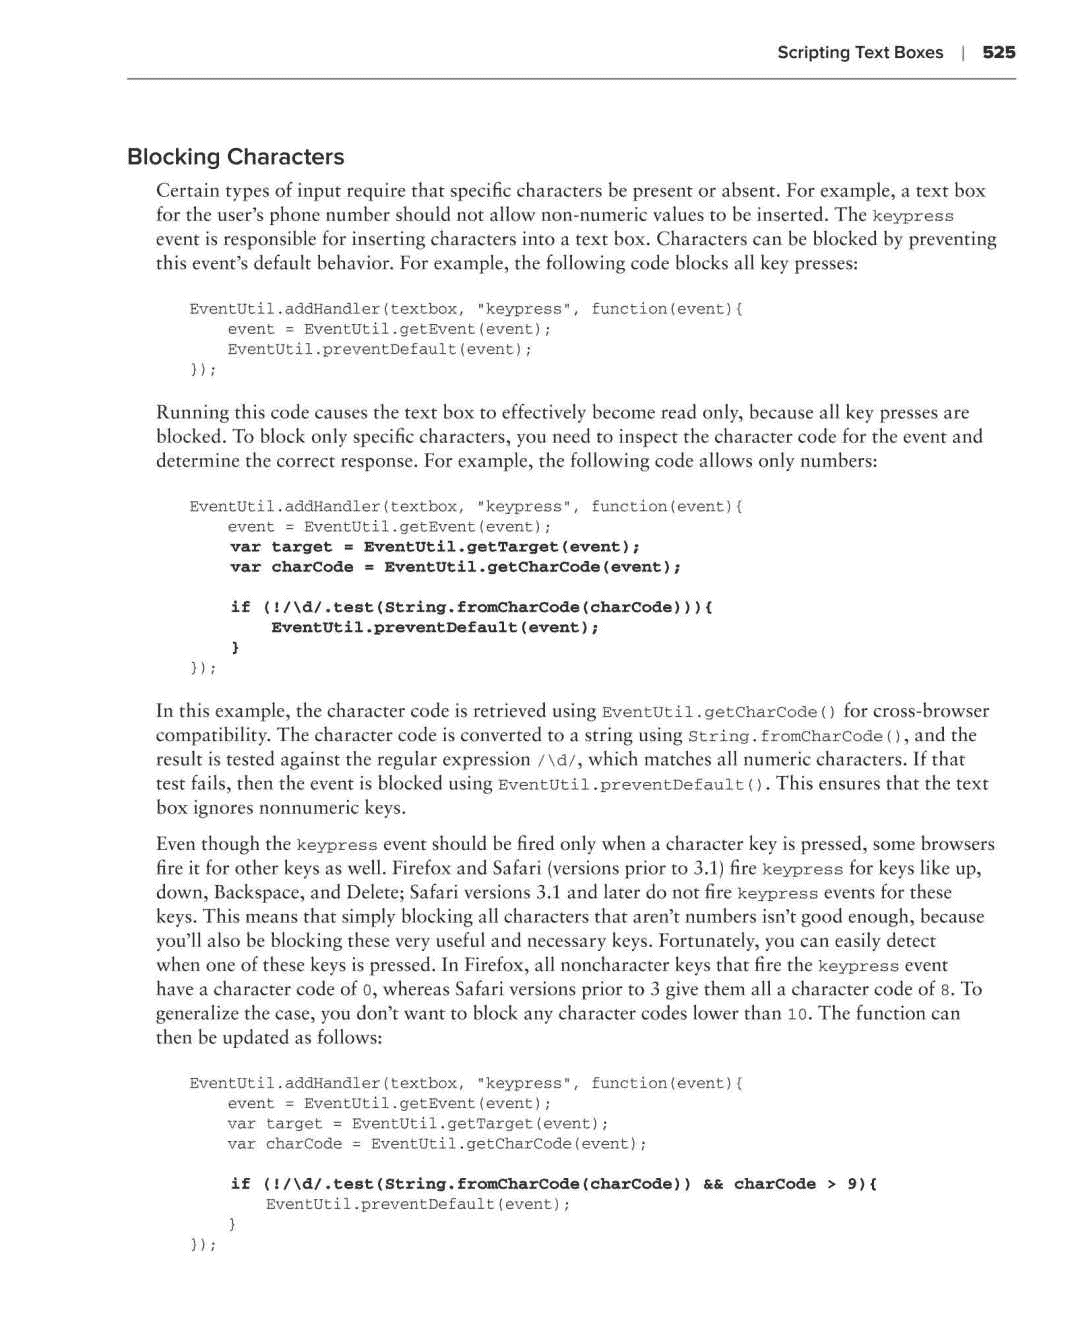 Scripting Text Boxes | 525
Blocking Characters
Certain types of input require that specific characters be present or absent. For example, a text box
for the user’s phone number should not allow non-numeric values to be inserted. The keypress
event is responsible for inserting characters into a text box. Characters can be blocked by preventing
this event’s default behavior. For example, the following code blocks all key presses:
EventUtil.addHandler(textbox, "keypress", function(event){
    event = EventUtil.getEvent(event);
    EventUtil.preventDefault(event);
});
Running this code causes the text box to effectively become read only, because all key presses are
blocked. To block only specific characters, you need to inspect the character code for the event and
determine the correct response. For example, the following code allows only numbers:
EventUtil.addHandler(textbox, "keypress", function(event){
    event = EventUtil.getEvent(event);
    var target = EventUtil.getTarget(event);
    var charCode = EventUtil.getCharCode(event);
    if (!/\d/.test(String.fromCharCode(charCode))){
        EventUtil.preventDefault(event);
    }
});
In this example, the character code is retrieved using EventUtil.getCharCode() for cross-browser
compatibility. The character code is converted to a string using String.fromCharCode(), and the
result is tested against the regular expression /\d/, which matches all numeric characters. If that
test fails, then the event is blocked using EventUtil.preventDefault(). This ensures that the text
box ignores nonnumeric keys.
Even though the keypress event should be fired only when a character key is pressed, some browsers
fire it for other keys as well. Firefox and Safari (versions prior to 3.1) fire keypress for keys like up,
down, Backspace, and Delete; Safari versions 3.1 and later do not fire keypress events for these
keys. This means that simply blocking all characters that aren’t numbers isn’t good enough, because
you’ll also be blocking these very useful and necessary keys. Fortunately, you can easily detect
when one of these keys is pressed. In Firefox, all noncharacter keys that fire the keypress event
have a character code of 0, whereas Safari versions prior to 3 give them all a character code of 8. To
generalize the case, you don’t want to block any character codes lower than 10. The function can
then be updated as follows:
EventUtil.addHandler(textbox, "keypress", function(event){
    event = EventUtil.getEvent(event);
    var target = EventUtil.getTarget(event);
    var charCode = EventUtil.getCharCode(event);
    if (!/\d/.test(String.fromCharCode(charCode)) && charCode > 9){
        EventUtil.preventDefault(event);
    }
});